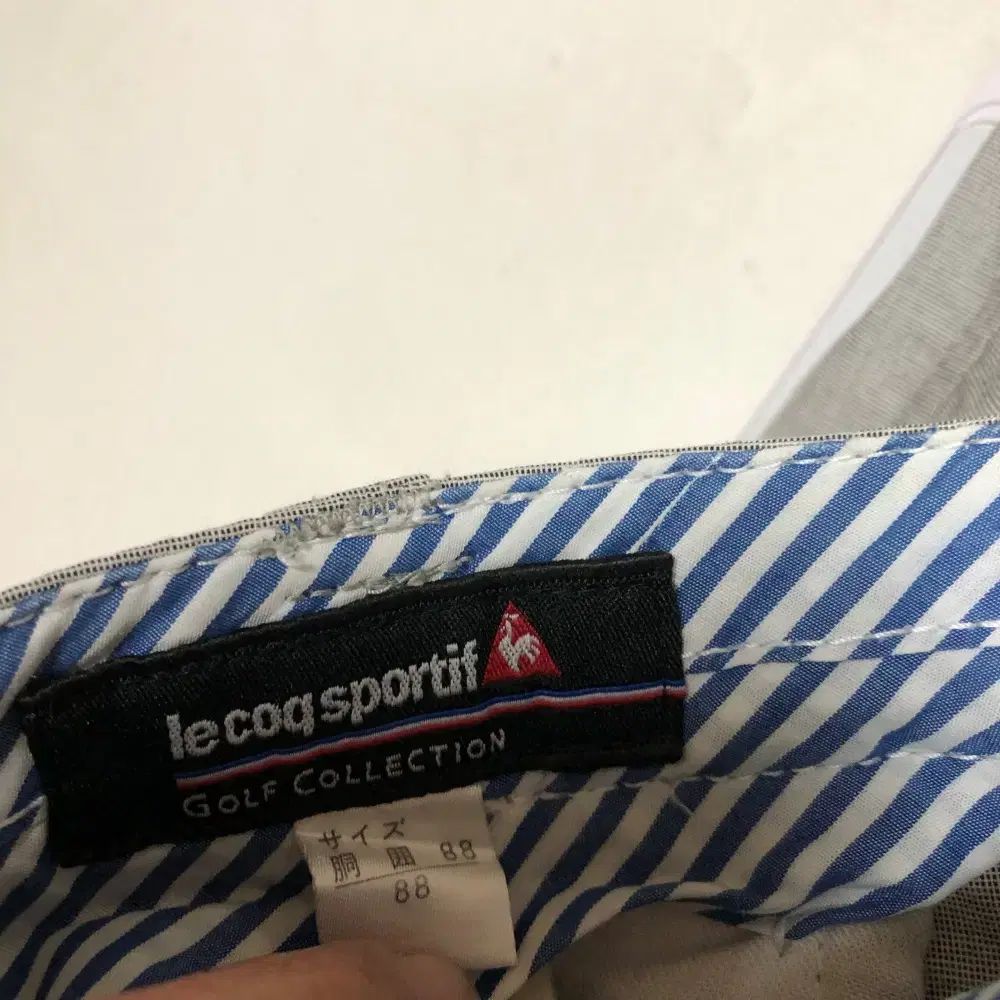 le coq sportif
GOLF COLLECTION
サイズ
胴囲 88
88